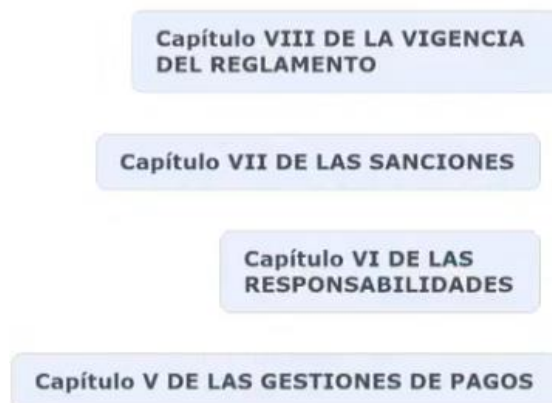 Capítulo VIII DE LA VIGENCIA
DEL REGLAMENTO
Capítulo VII DE LAS SANCIONES
Capítulo VI DE LAS
RESPONSABILIDADES
Capítulo V DE LAS GESTIONES DE PAGOS